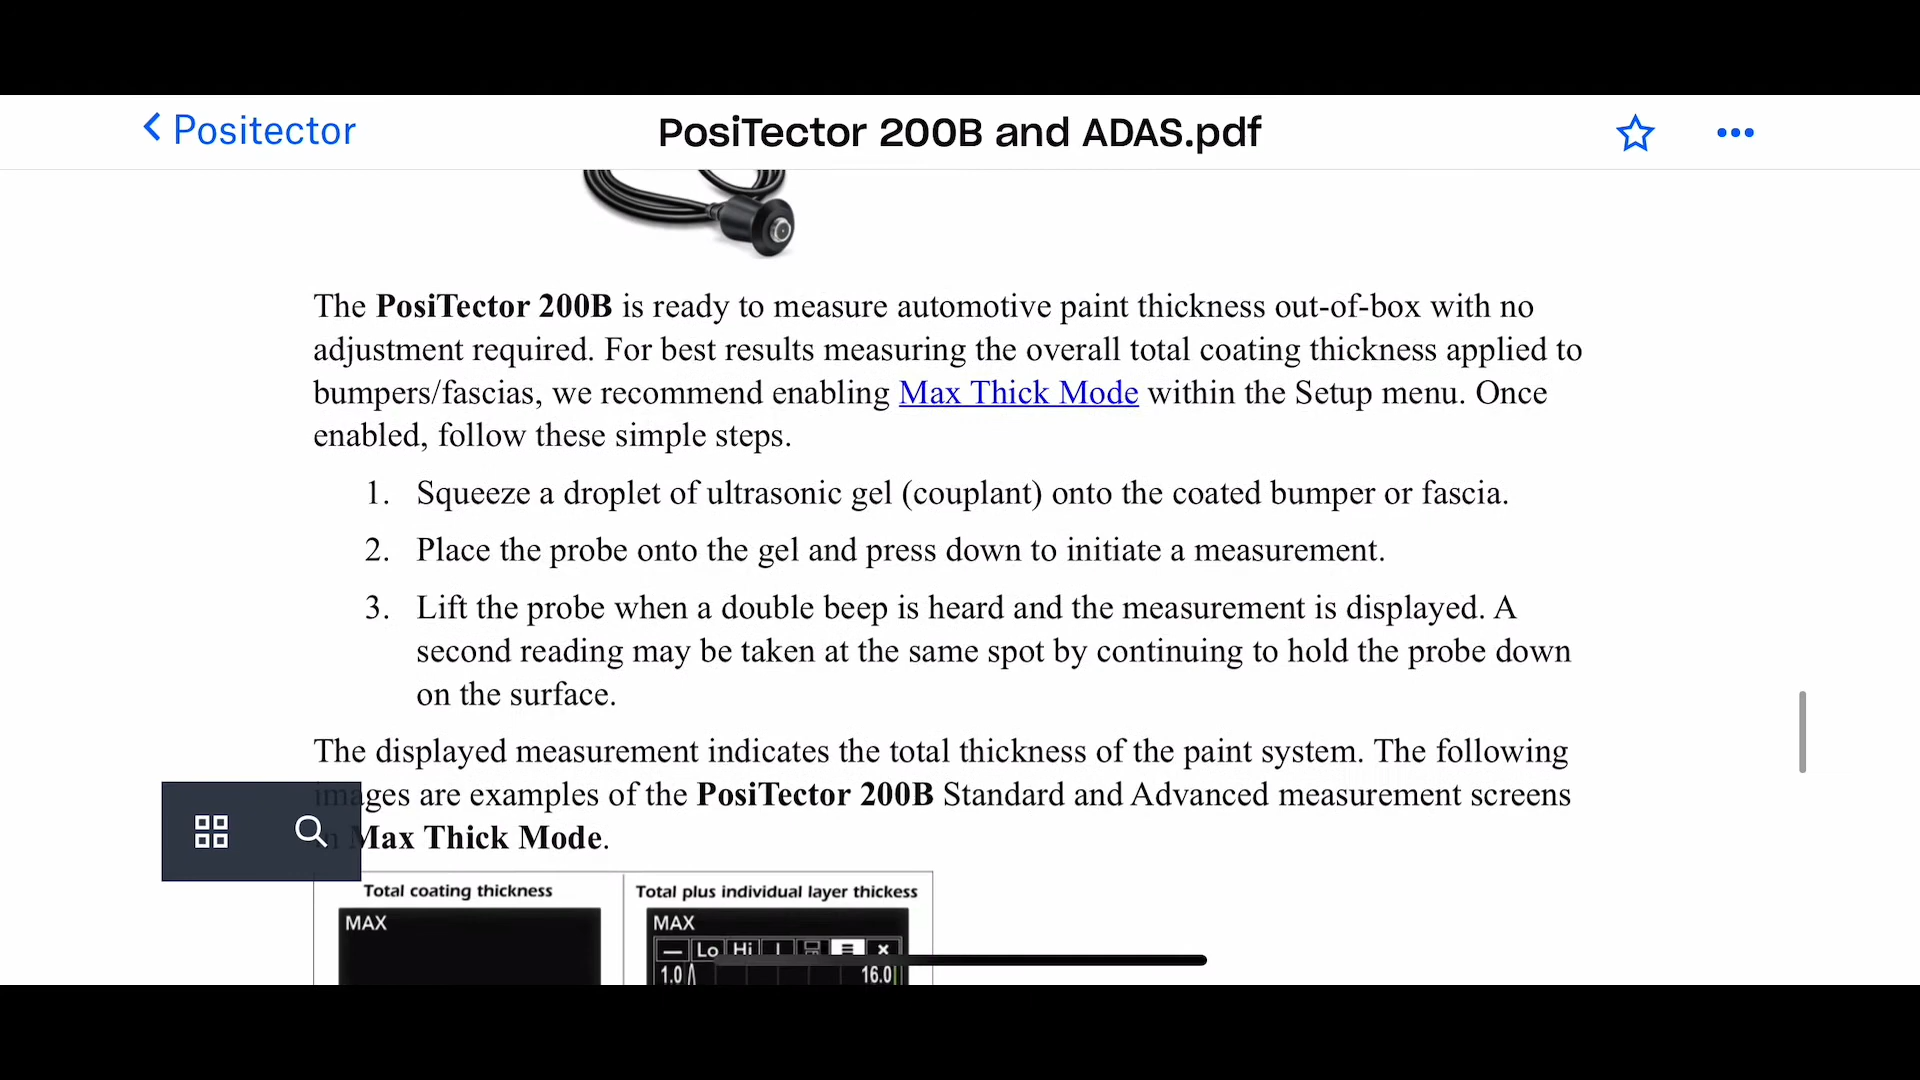 Positector
PosiTector 200B and ADAS.pdf
The PosiTector 200B is ready to measure automotive paint thickness out-of-box with no
adjustment required. For best results measuring the overall total coating thickness applied to
bumpers/fascias, we recommend enabling Max Thick Mode within the Setup menu. Once
enabled, follow these simple steps.
1. Squeeze a droplet of ultrasonic gel (couplant) onto the coated bumper or fascia.
2. Place the probe onto the gel and press down to initiate a measurement.
3. Lift the probe when a double beep is heard and the measurement is displayed. A
second reading may be taken at the same spot by continuing to hold the probe down
on the surface.
The displayed measurement indicates the total thickness of the paint system. The following
images are examples of the PosiTector 200B Standard and Advanced measurement screens
in Max Thick Mode.
Total coating thickness
Total plus individual layer thickess
MAX
MAX
Lo Hi
1.0
16.0